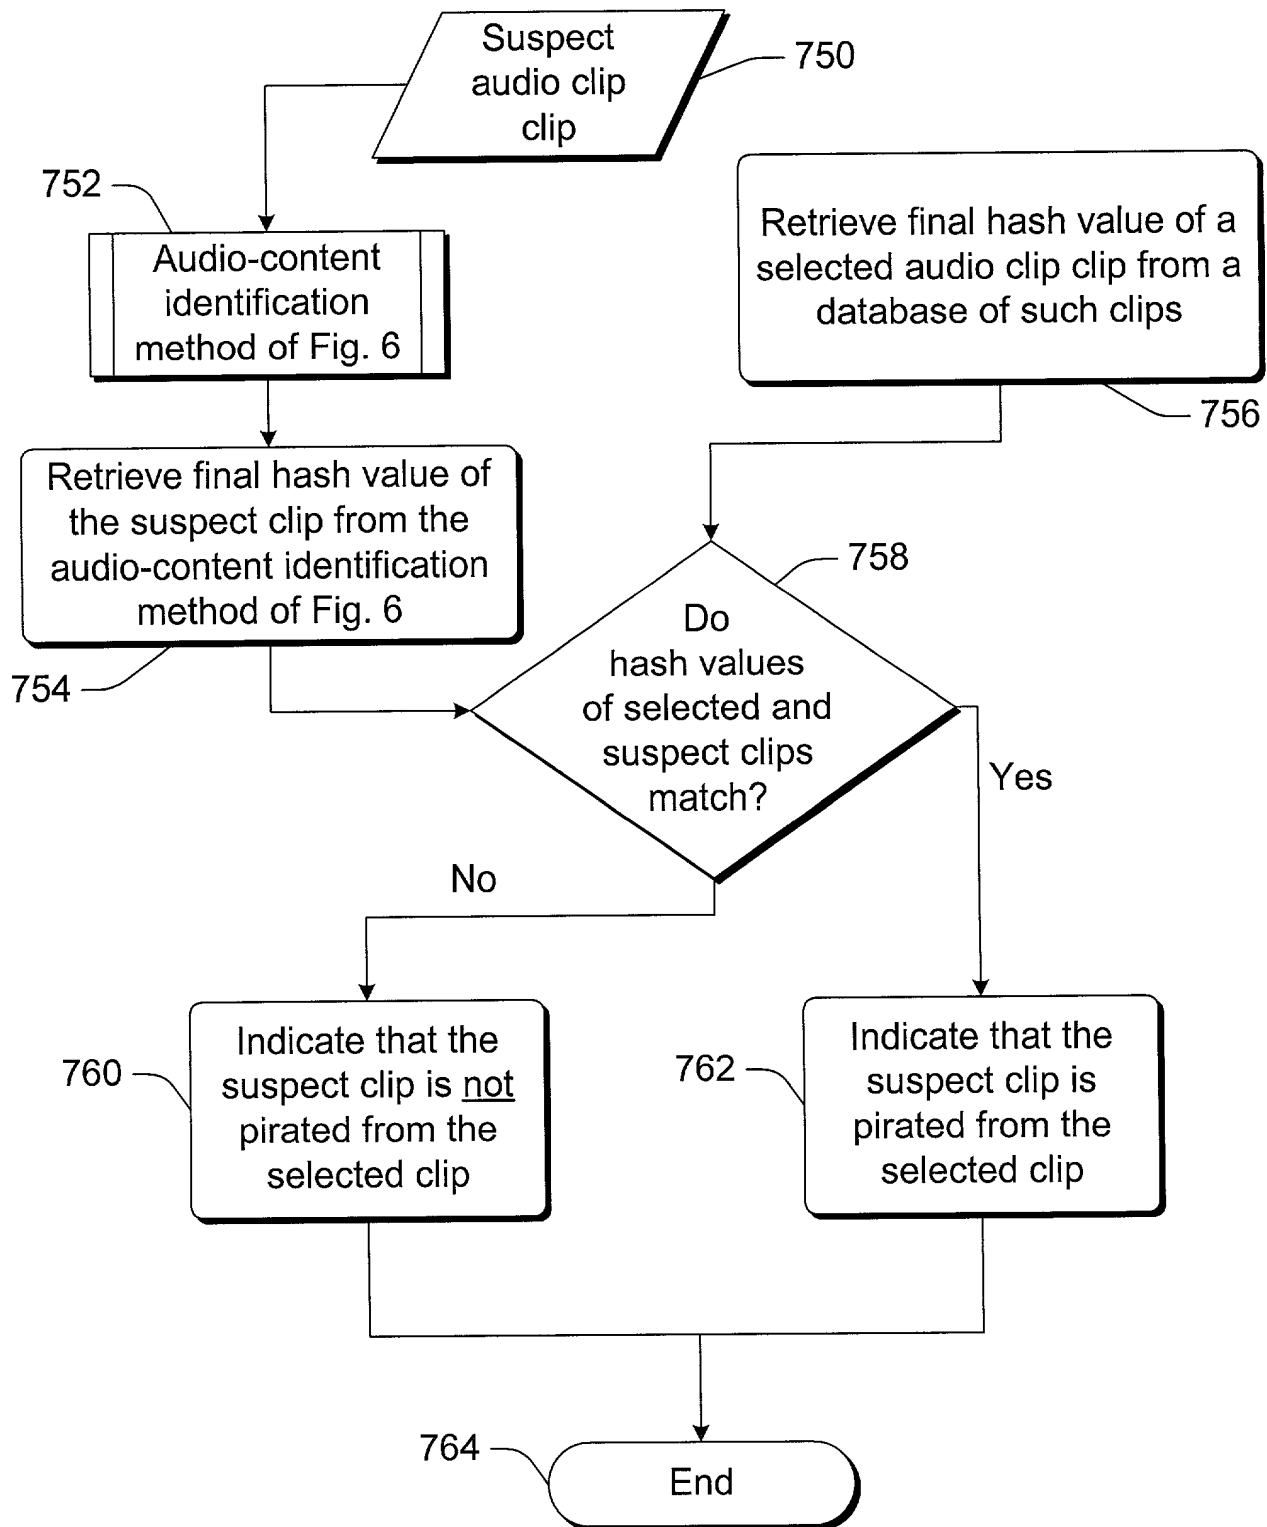 Suspect
audio clip
clip
750
752
Audio-content
identification
method of Fig. 6
Retrieve final hash value of a
selected audio clip clip from a
database of such clips
756
Retrieve final hash value of
the suspect clip from the
audio-content identification
method of Fig. 6
754
758
Do
hash values
of selected and
suspect clips
match?
Yes
No
760
Indicate that the
suspect clip is not
pirated from the
selected clip
762
Indicate that the
suspect clip is
pirated from the
selected clip
764
End